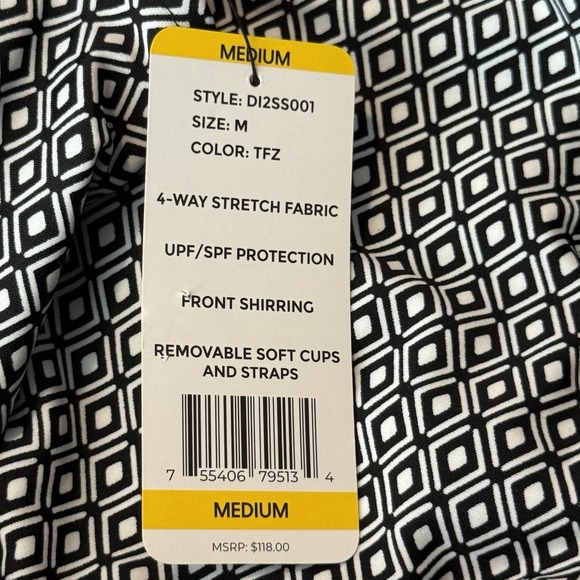 MEDIUM
STYLE: DI2SS001
SIZE: M
COLOR: TFZ
4-WAY STRETCH FABRIC
UPF/SPF PROTECTION
FRONT SHIRRING
REMOVABLE SOFT CUPS
AND STRAPS
7 55406 79513 4
MEDIUM
MSRP: $118.00